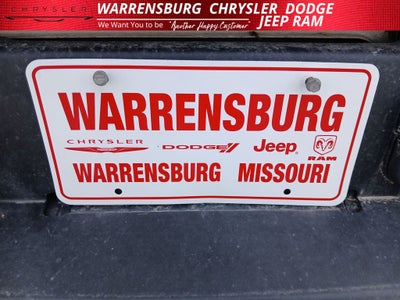 CHRYSLER
WARRENSBURG CHRYSLER DODGE
We Want You to be "Another Happy Customer"
JEEP RAM
WARRENSBURG
CHRYSLER DODGE Jeep RAM
WARRENSBURG MISSOURI